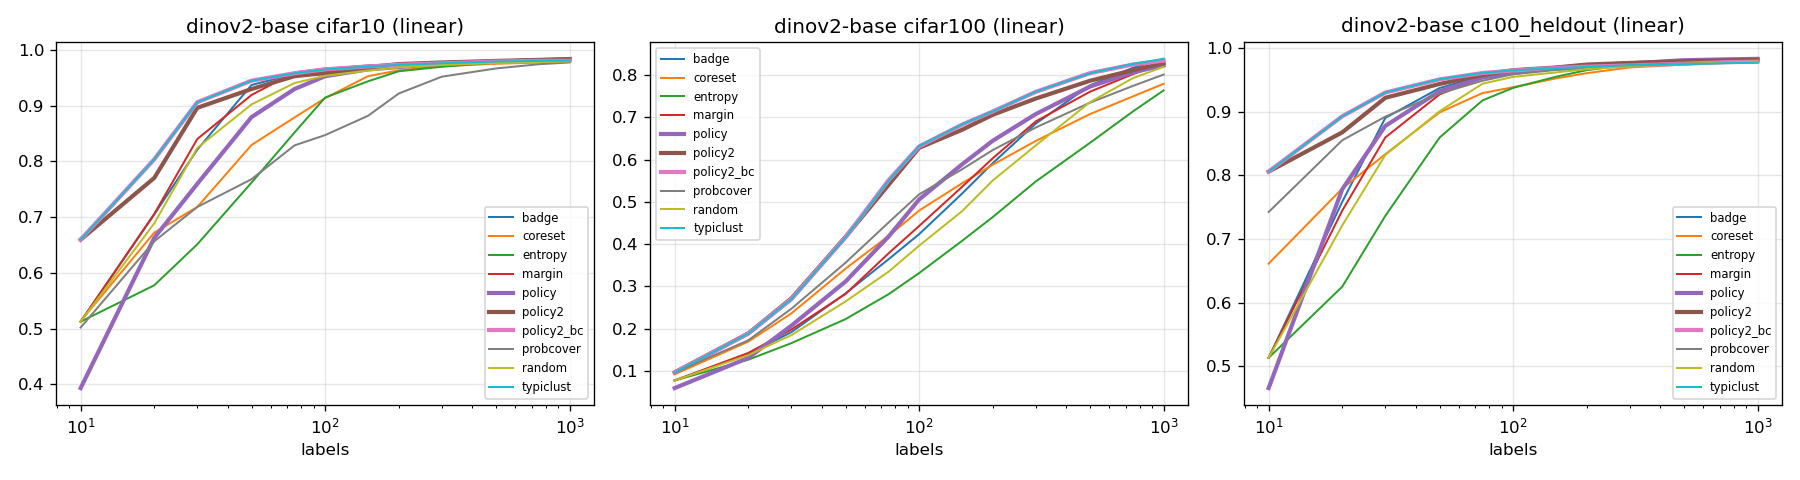 dinov2-base cifar10 (linear)
1.0
0.9
0.8
0.7
0.6
0.5
0.4
badge
coreset
entropy
margin
policy
policy2
policy2_bc
probcover
random
typiclust
10¹
10²
10³
labels
dinov2-base cifar100 (linear)
0.8
0.7
0.6
0.5
0.4
0.3
0.2
0.1
badge
coreset
entropy
margin
policy
policy2
policy2_bc
probcover
random
typiclust
10¹
10²
10³
labels
dinov2-base c100_heldout (linear)
1.0
0.9
0.8
0.7
0.6
0.5
badge
coreset
entropy
margin
policy
policy2
policy2_bc
probcover
random
typiclust
10¹
10²
10³
labels